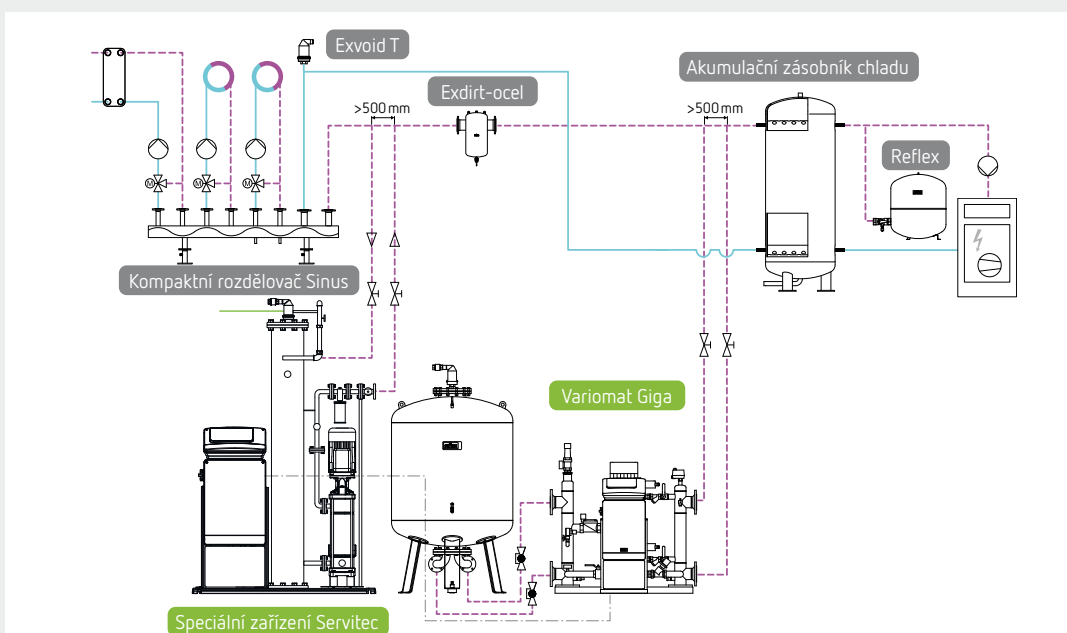 Exvoid T
Akumulační zásobník chladu
Exdirt-ocel
>500 mm
>500 mm
Reflex
M
M
M
Kompaktní rozdělovač Sinus
Variomat Giga
Speciální zařízení Servitec